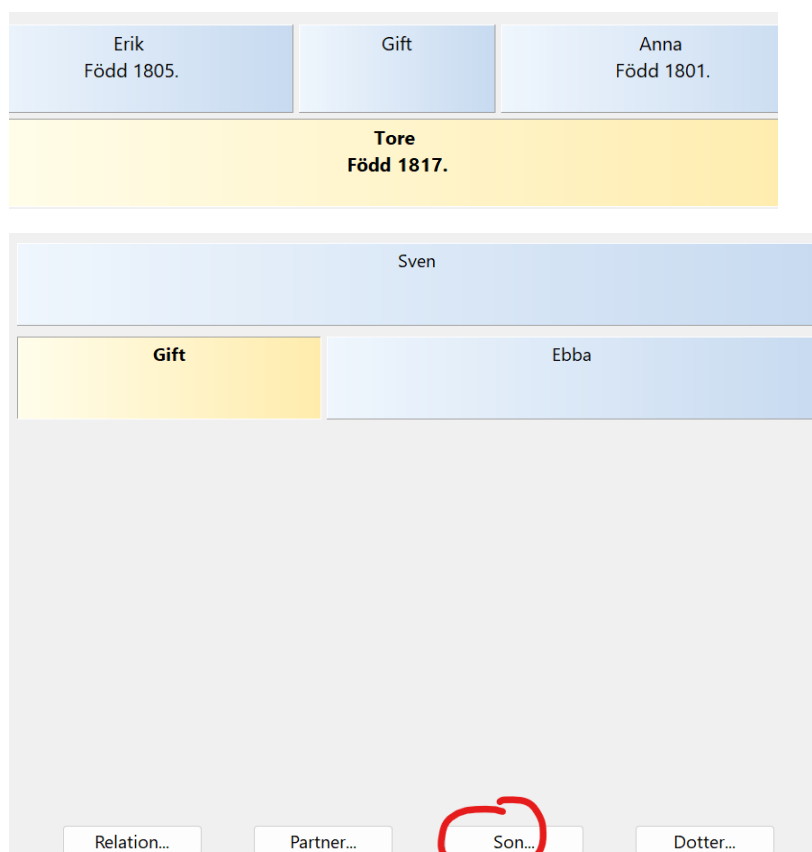 Erik
Född 1805.
Gift
Anna
Född 1801.
Tore
Född 1817.
Sven
Gift
Ebba
Relation...
Partner...
Son...
Dotter...